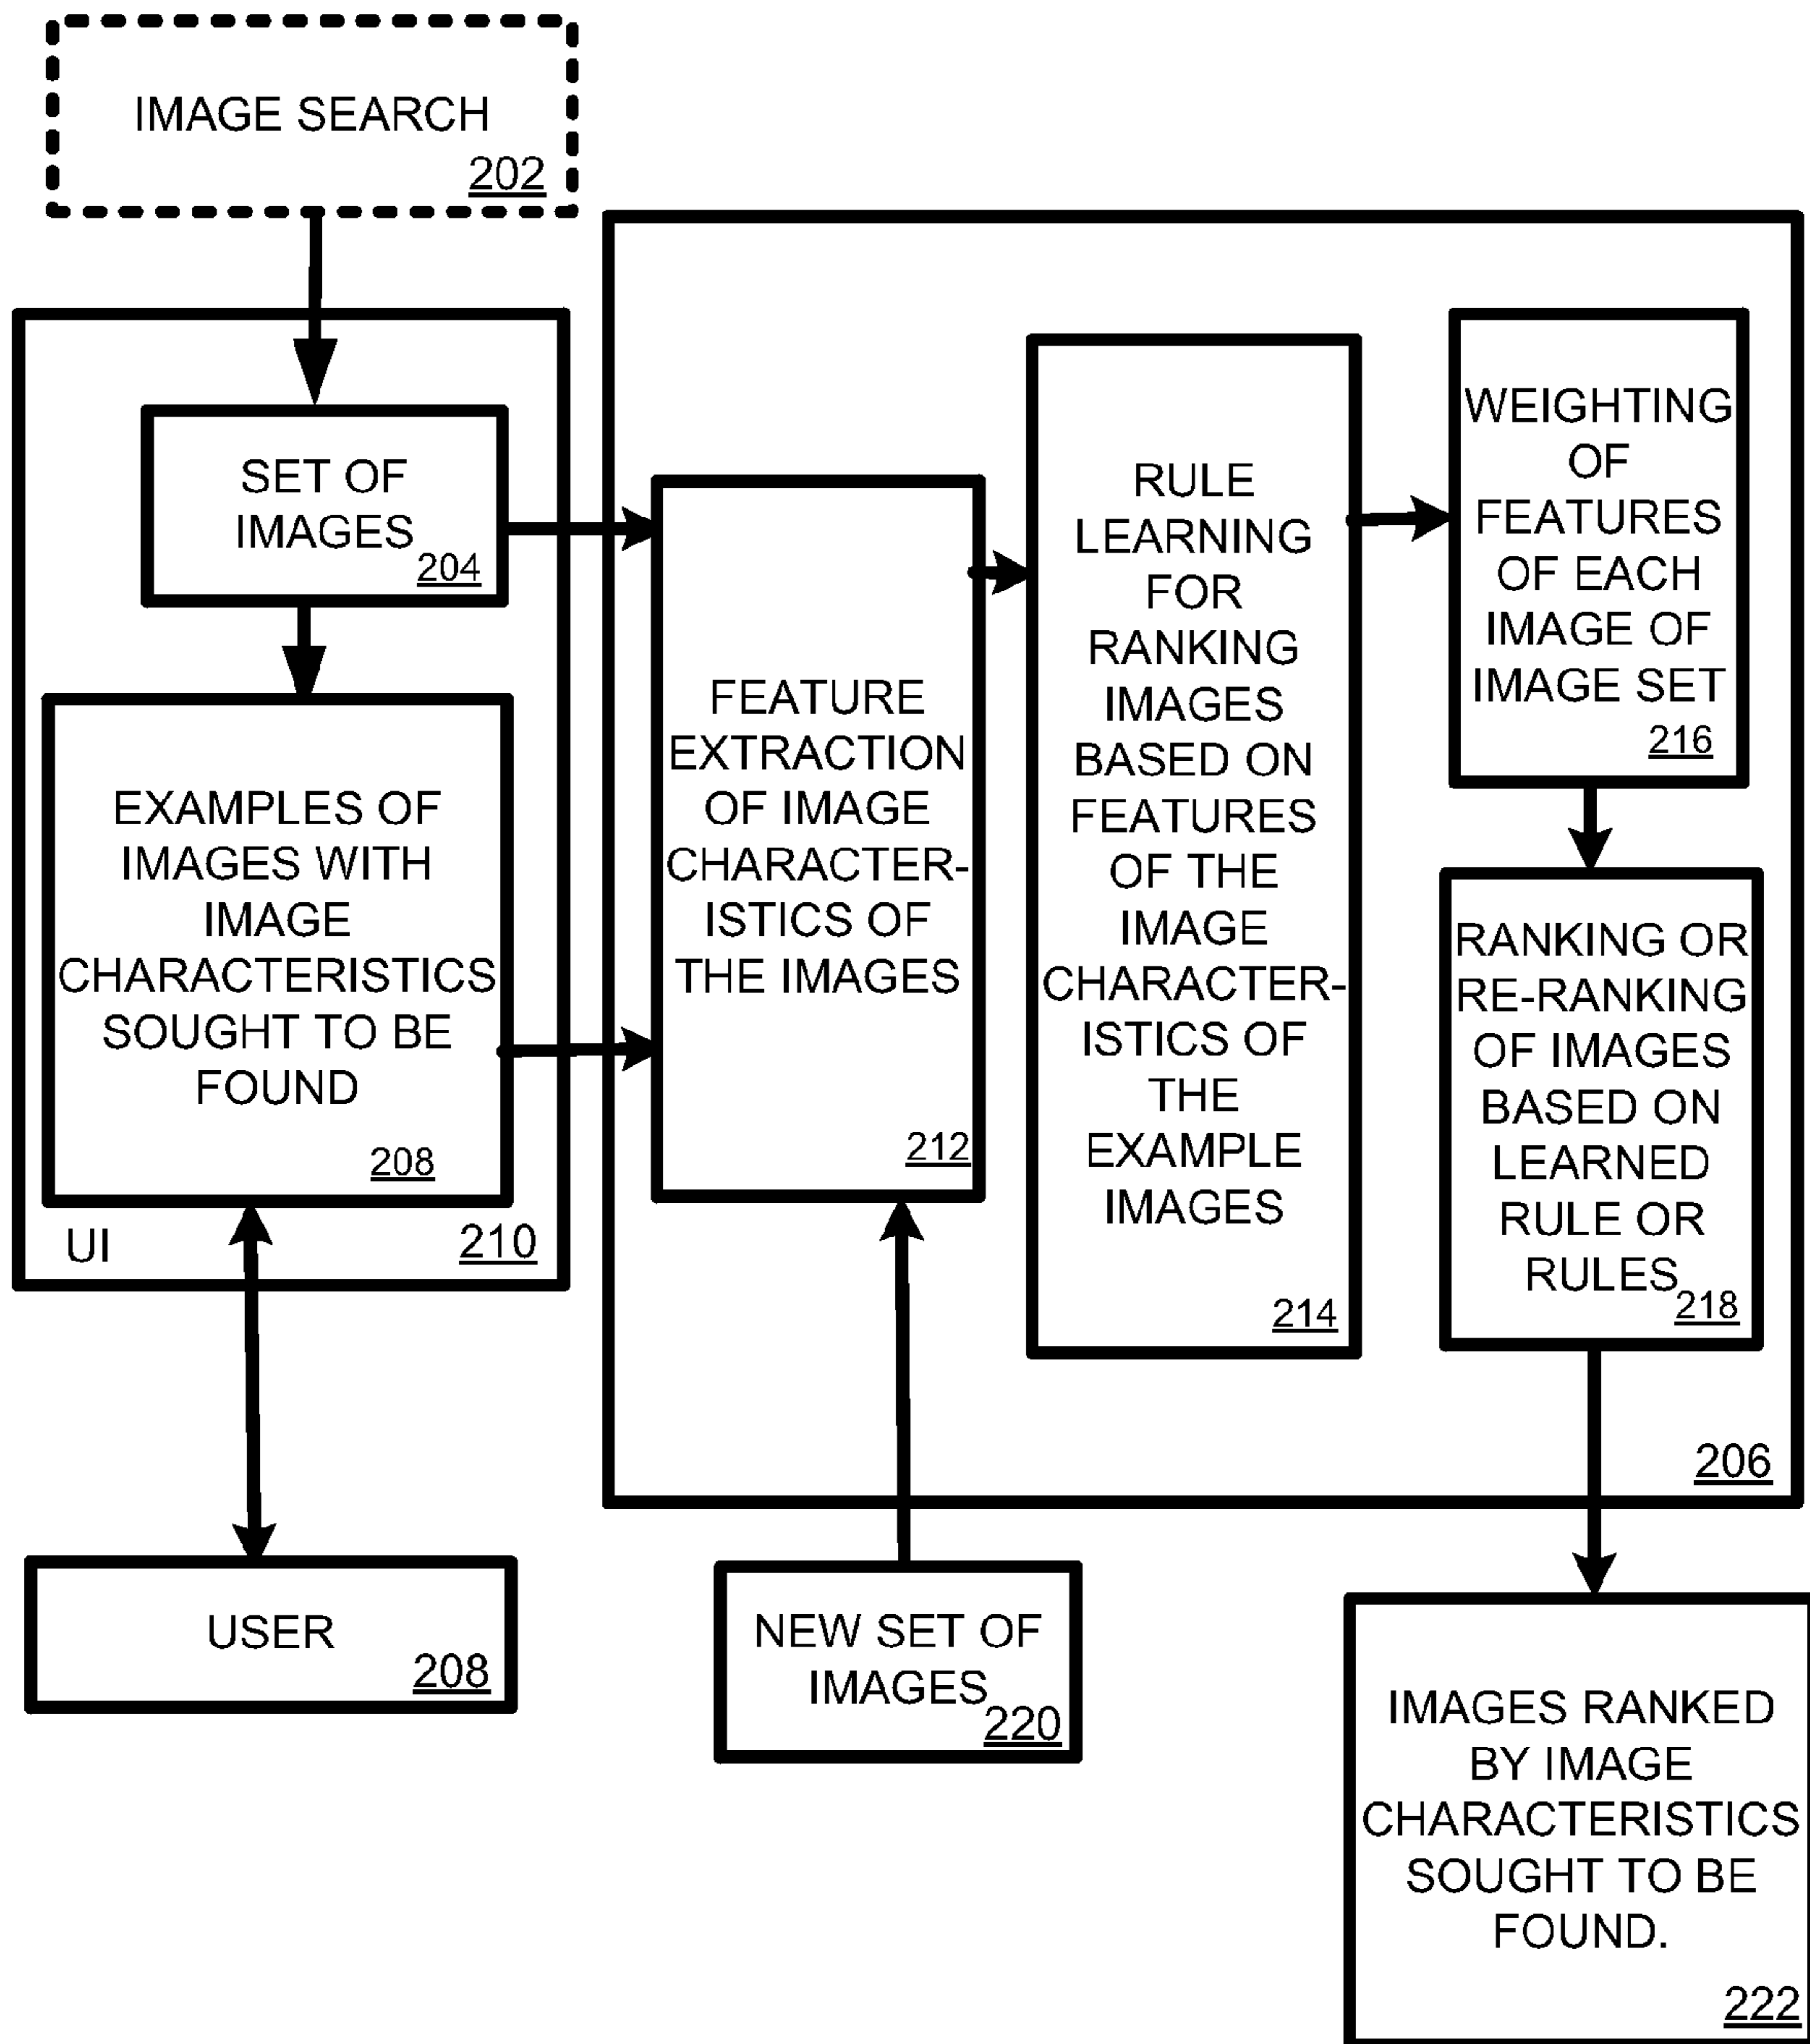 IMAGE SEARCH
202
SET OF
IMAGES
204
EXAMPLES OF
IMAGES WITH
IMAGE
CHARACTERISTICS
SOUGHT TO BE
FOUND
208
UI
210
USER
208
FEATURE
EXTRACTION
OF IMAGE
CHARACTER-
ISTICS OF
THE IMAGES
212
RULE
LEARNING
FOR
RANKING
IMAGES
BASED ON
FEATURES
OF THE
IMAGE
CHARACTER-
ISTICS OF
THE
EXAMPLE
IMAGES
214
WEIGHTING
OF
FEATURES
OF EACH
IMAGE OF
IMAGE SET
216
RANKING OR
RE-RANKING
OF IMAGES
BASED ON
LEARNED
RULE OR
RULES
218
206
NEW SET OF
IMAGES
220
IMAGES RANKED
BY IMAGE
CHARACTERISTICS
SOUGHT TO BE
FOUND.
222